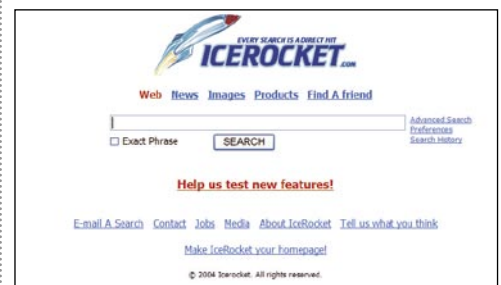 EVERY SEARCH IS A DIRECT HIT
ICEROCKET.COM
Web News Images Products Find A friend
Advanced Search
Preferences
Search History
Exact Phrase SEARCH
Help us test new features!
E-mail A Search Contact Jobs Media About IceRocket Tell us what you think
Make IceRocket your homepage!
© 2004 Icerocket. All rights reserved.